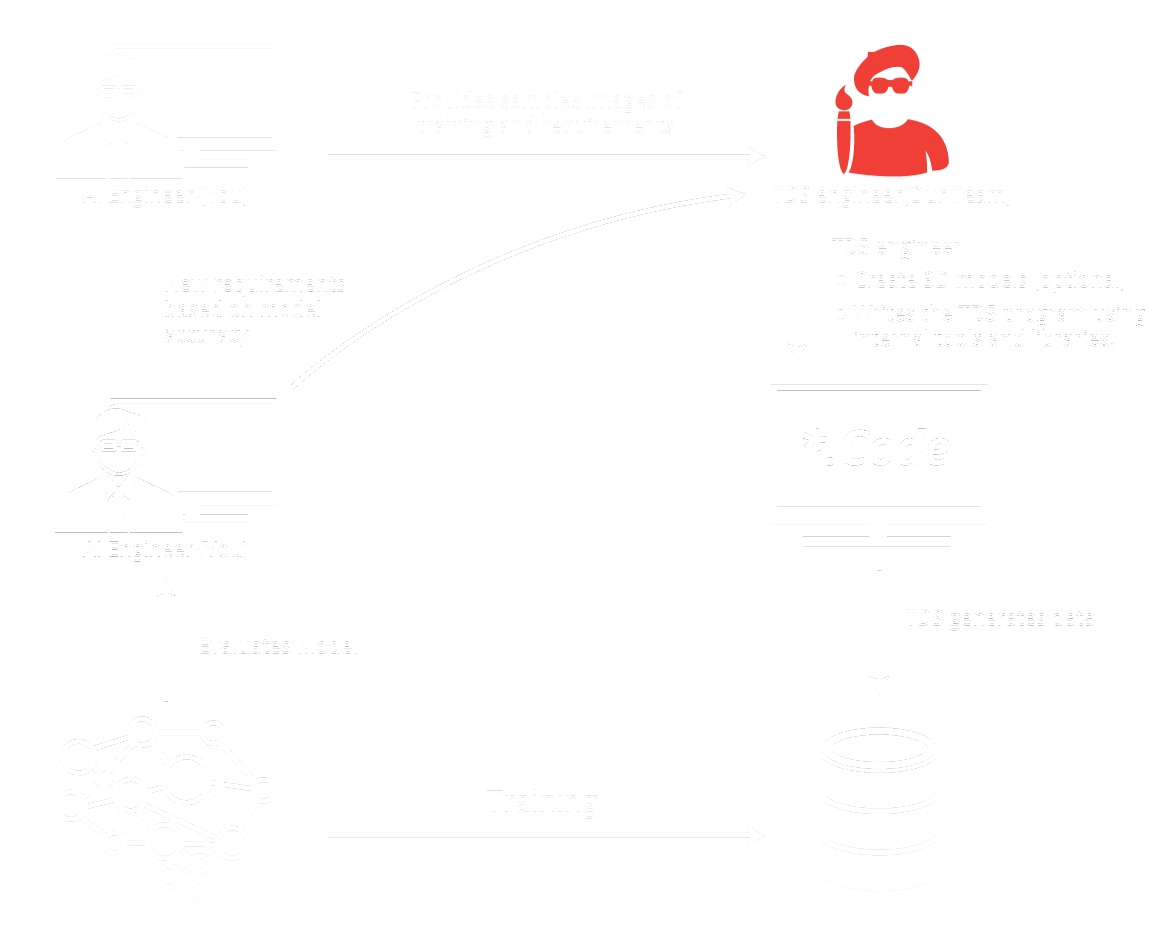 Provides samples images of
training and requirements
AI Engineer (You)
TDS engineer (Our Team)
TDS engineer
Create 3D models (optional)
Writes the TDS program using
internal tools and libraries.
New requirements
based on model
accuracy
Code
AI Engineer (You)
TDS generates data
Evaluates Model
Training